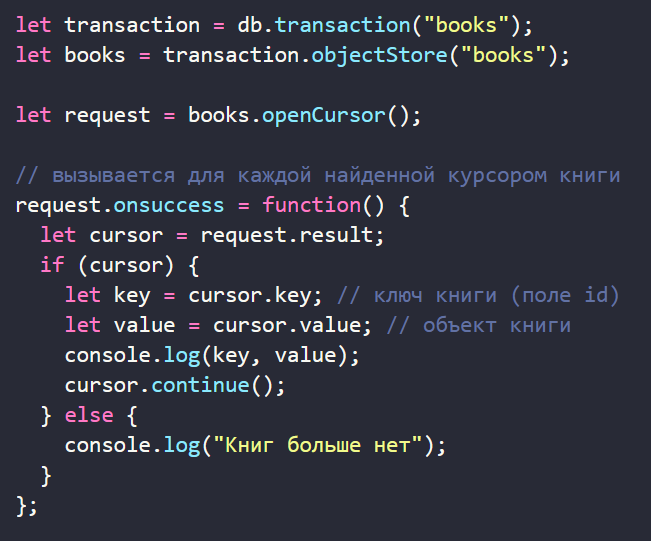 let transaction = db.transaction("books");
let books = transaction.objectStore("books");

let request = books.openCursor();

// вызывается для каждой найденной курсором книги
request.onsuccess = function() {
  let cursor = request.result;
  if (cursor) {
    let key = cursor.key; // ключ книги (поле id)
    let value = cursor.value; // объект книги
    console.log(key, value);
    cursor.continue();
  } else {
    console.log("Книг больше нет");
  }
};